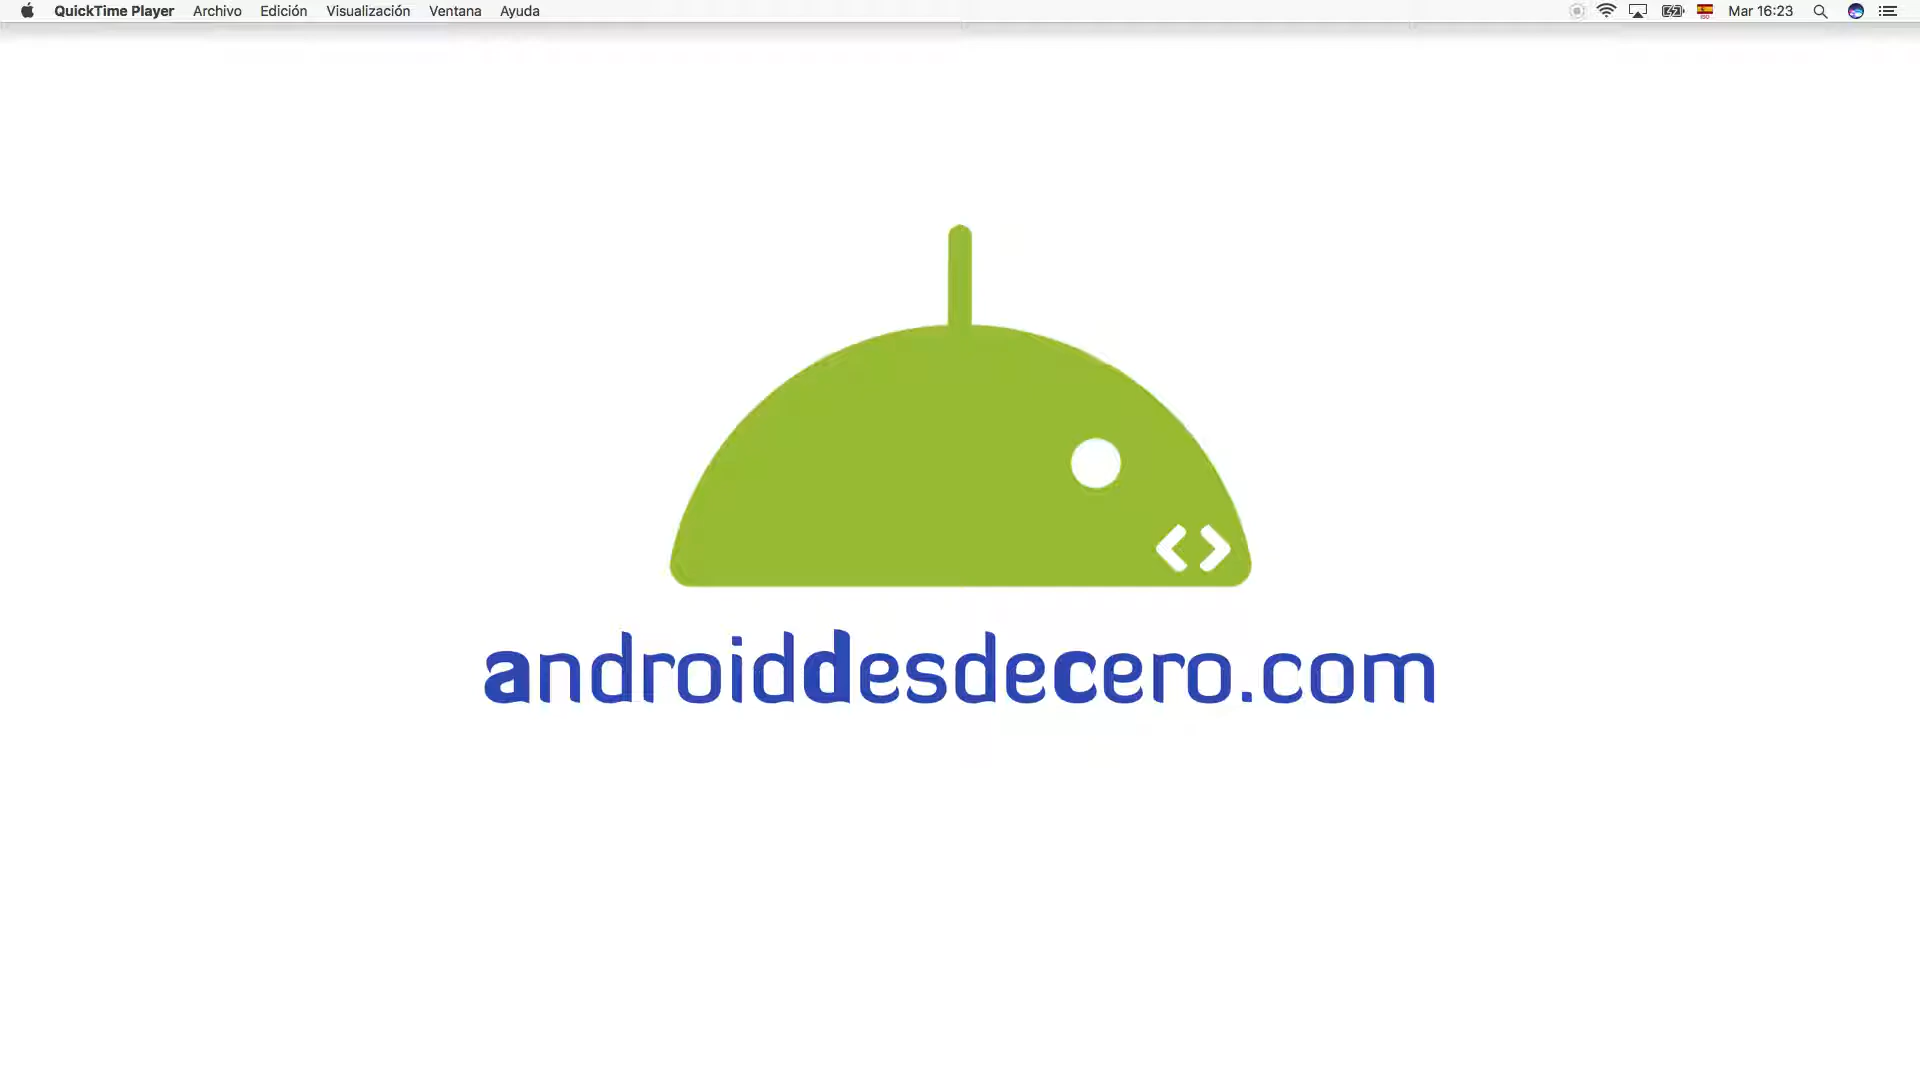 QuickTime Player Archivo Edición Visualización Ventana Ayuda Mar 16:23
androiddesdecero.com